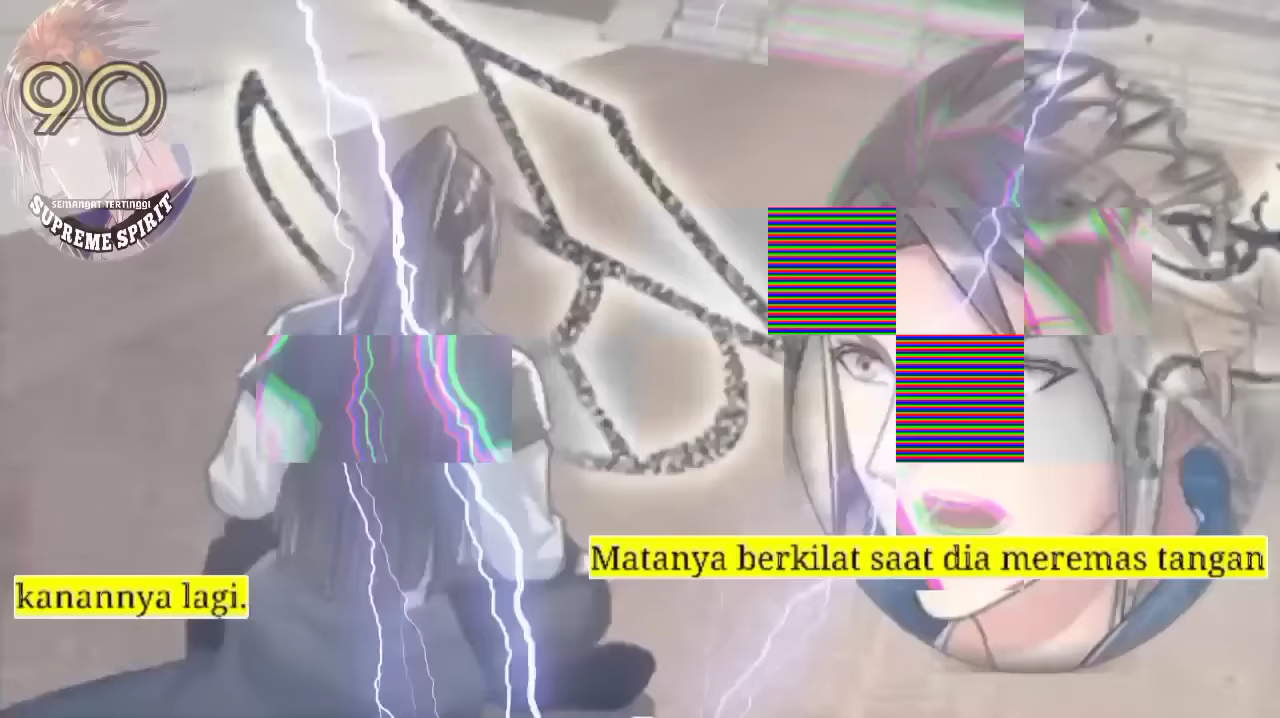 90
SEMANGAT TERTINGGI
SUPREME SPIRIT
Matanya berkilat saat dia meremas tangan
kanannya lagi.